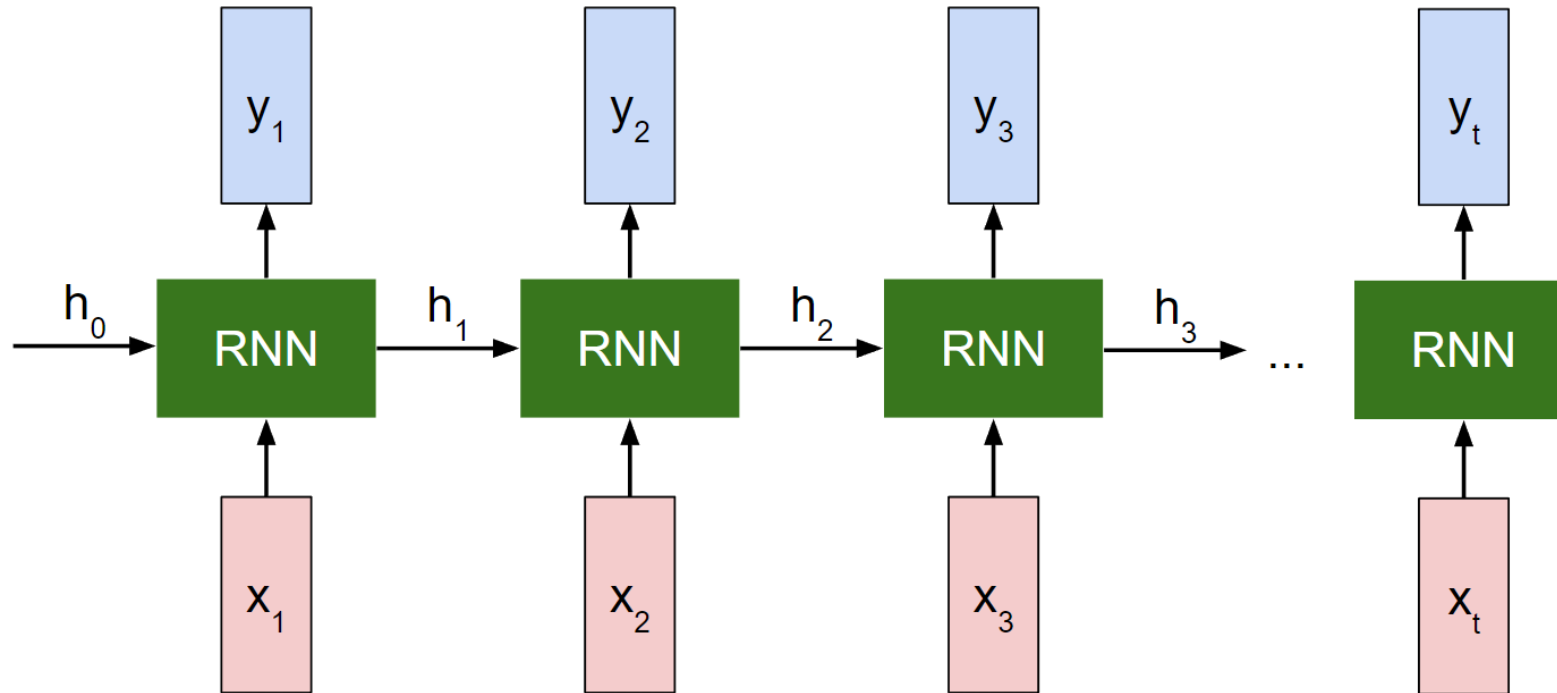 y₁ y₂ y₃ yₜ
h₀ RNN h₁ RNN h₂ RNN h₃ ... RNN
x₁ x₂ x₃ xₜ